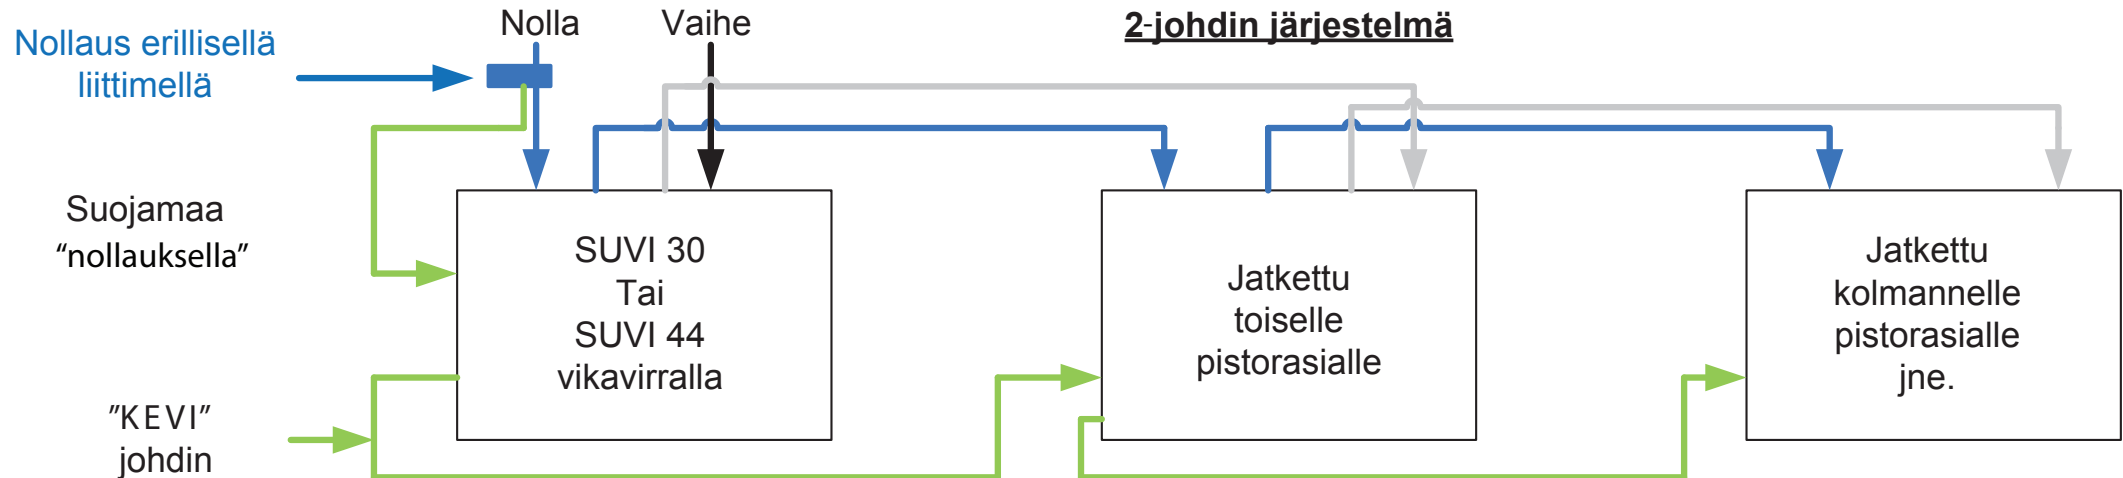 Nolla
Vaihe
2-johdin järjestelmä
Nollaus erillisellä
liittimellä
Suojamaa
“nollauksella”
SUVI 30
Tai
SUVI 44
vikavirralla
Jatkettu
toiselle
pistorasialle
Jatkettu
kolmannelle
pistorasialle
jne.
”KEVI”
johdin